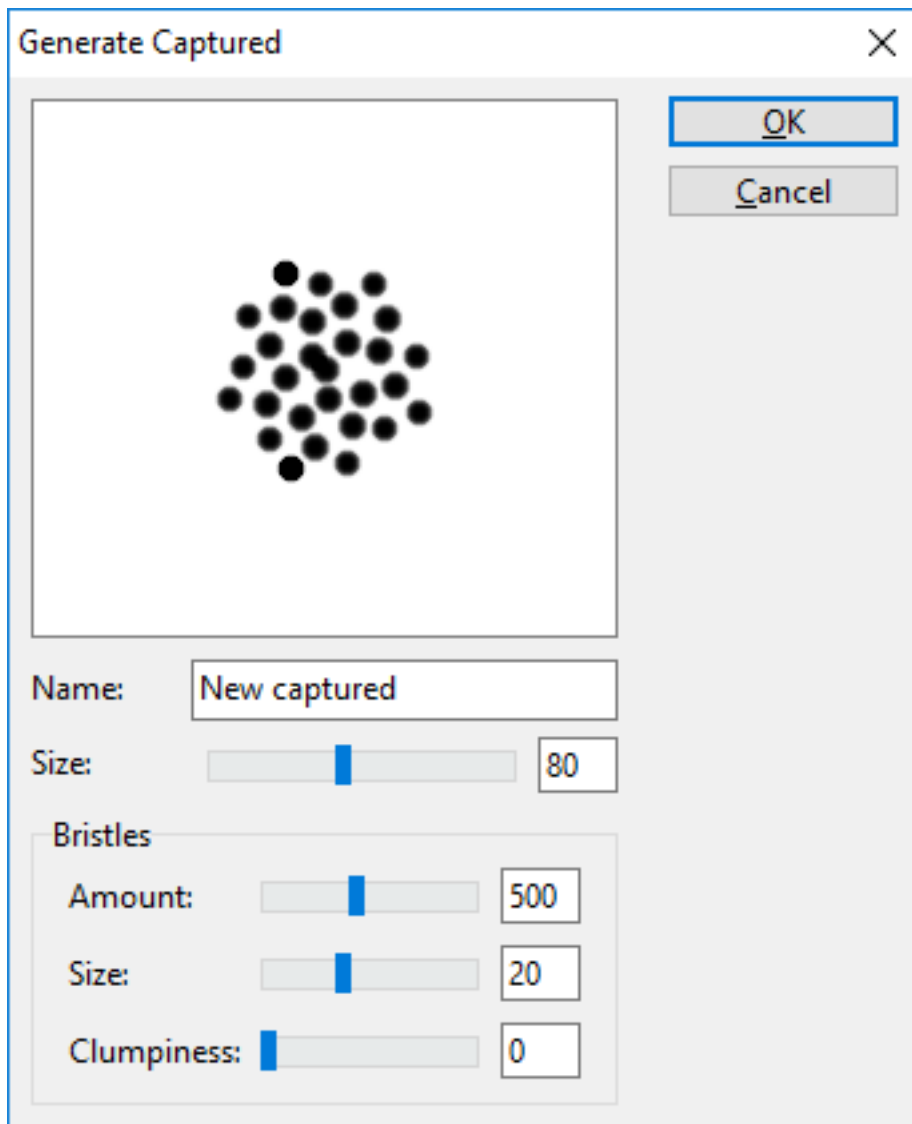 Generate Captured
OK
Cancel
Name: New captured
Size: 80
Bristles
Amount: 500
Size: 20
Clumpiness: 0